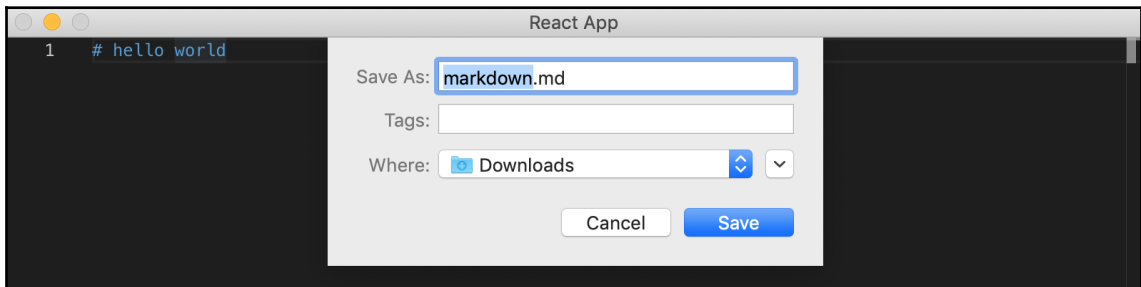 React App
1 # hello world
Save As: markdown.md
Tags:
Where: Downloads
Cancel Save